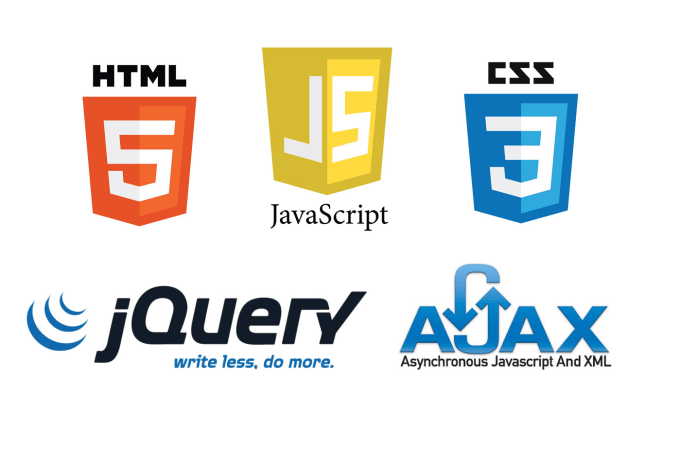 HTML
5
JS
JavaScript
CSS
3
jQuery
write less, do more.
AJAX
Asynchronous Javascript And XML